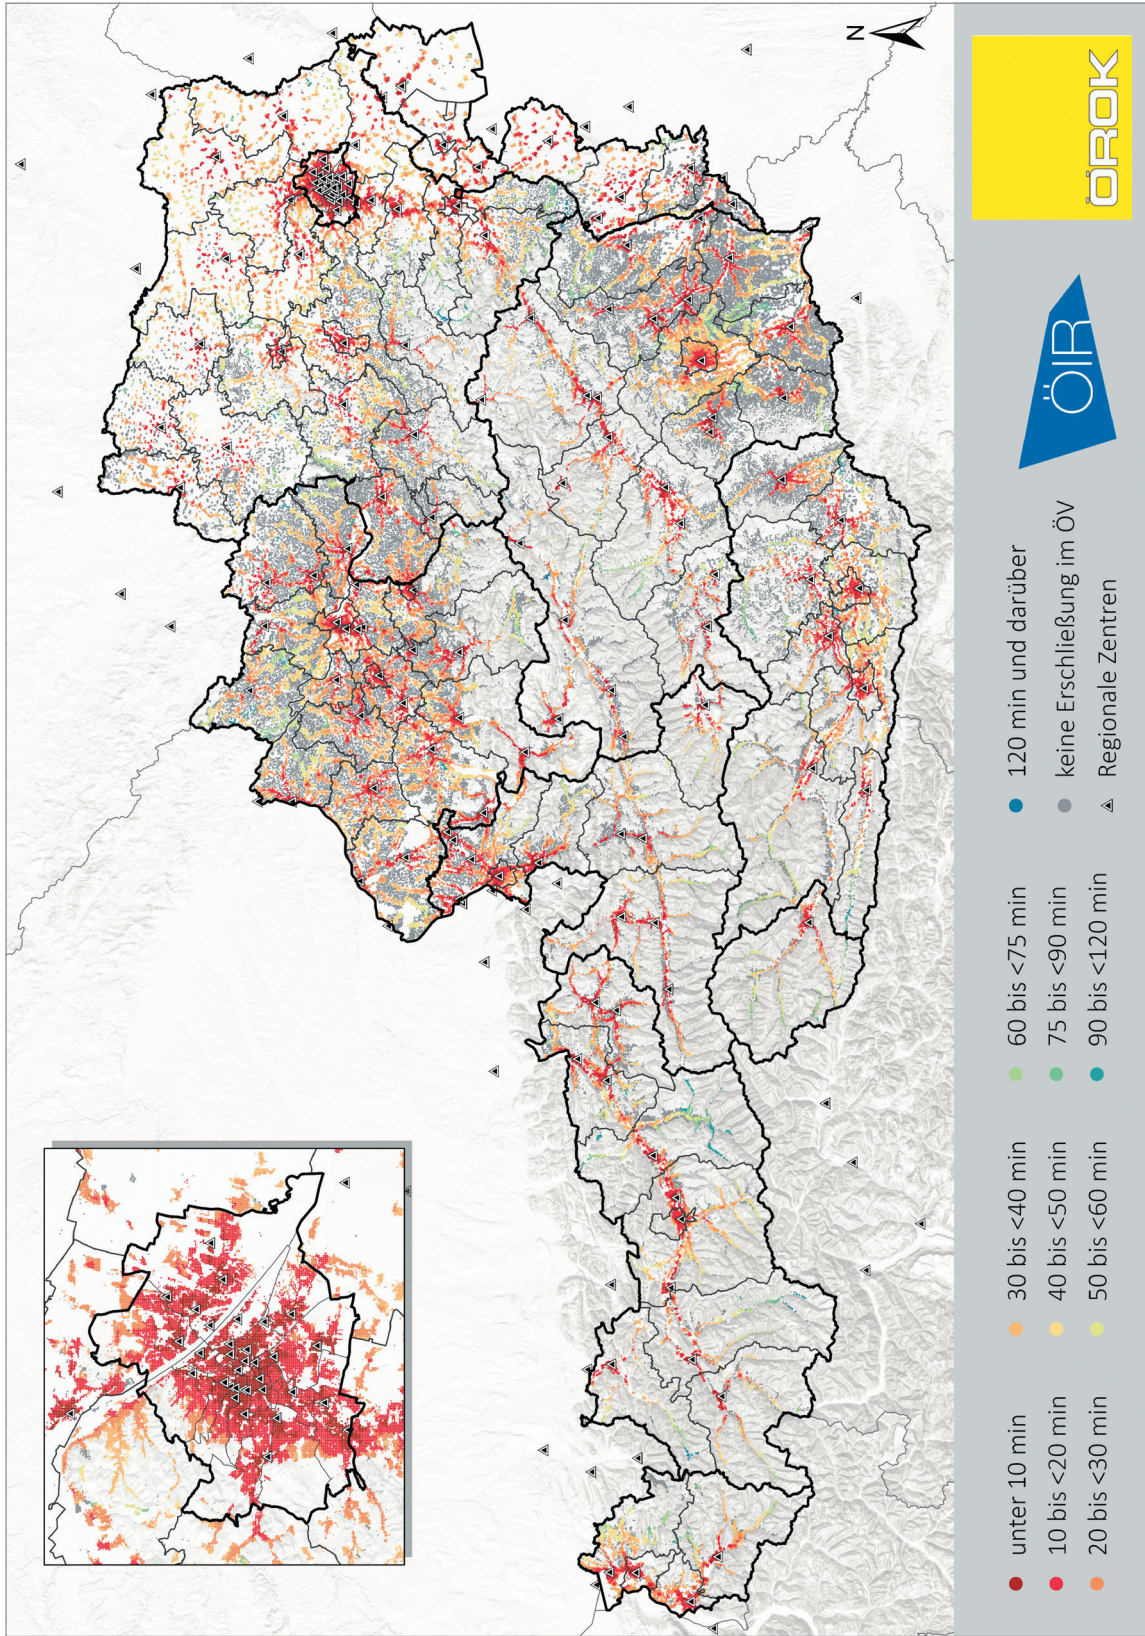 N
unter 10 min
10 bis <20 min
20 bis <30 min
30 bis <40 min
40 bis <50 min
50 bis <60 min
60 bis <75 min
75 bis <90 min
90 bis <120 min
120 min und darüber
keine Erschließung im ÖV
Regionale Zentren
ÖIR
ÖROK